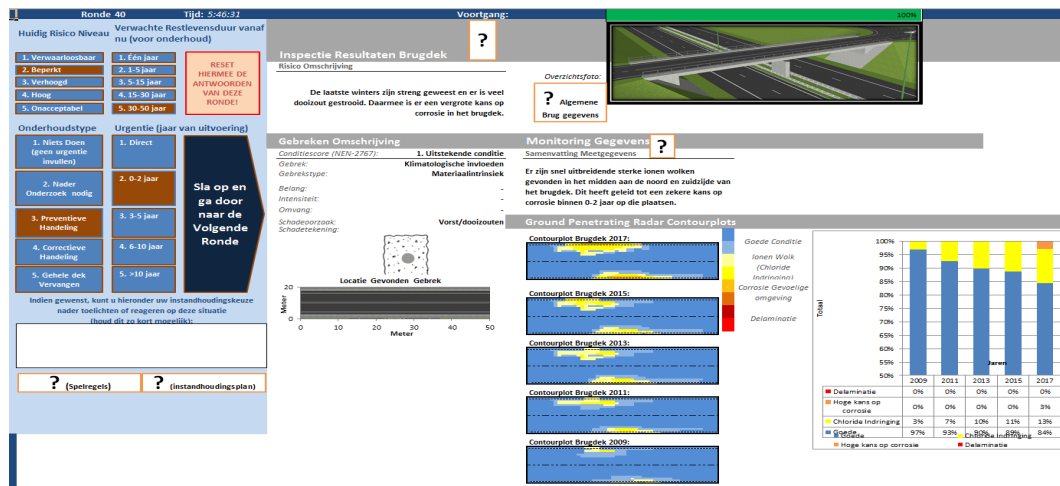 Ronde 40
Tijd: 5:46:31
Voortgang:
100%
Huidig Risico Niveau
Verwachte Restlevensduur vanaf
nu (voor onderhoud)
1. Verwaarloosbaar
2. Beperkt
3. Verhoogd
4. Hoog
5. Onacceptabel
1. Één jaar
2. 1-5 jaar
3. 5-15 jaar
4. 15-30 jaar
5. 30-50 jaar
RESET
HIERMEE DE
ANTWOORDEN
VAN DEZE
RONDE!
Onderhoudstype
Urgentie (jaar van uitvoering)
1. Niets Doen
(geen urgentie
invullen)
2. Nader
Onderzoek nodig
3. Preventieve
Handeling
4. Correctieve
Handeling
5. Gehele dek
Vervangen
1. Direct
2. 0-2 jaar
3. 3-5 jaar
4. 6-10 jaar
5. >10 jaar
Sla op en
ga door
naar de
Volgende
Ronde
Indien gewenst, kunt u hieronder uw instandhoudingskeuze
nader toelichten of reageren op deze situatie
(houd dit zo kort mogelijk):
? (Spelregels)
? (instandhoudingsplan)
Inspectie Resultaten Brugdek
?
Risico Omschrijving
De laatste winters zijn streng geweest en er is veel
dooizout gestrooid. Daarmee is er een vergrote kans op
corrosie in het brugdek.
Overzichtsfoto:
? Algemene
Brug gegevens
Gebreken Omschrijving
Conditiescore (NEN-2767): 1. Uitstekende conditie
Gebrek: Klimatologische invloeden
Gebrekstype: Materiaalintrinsiek
Belang: -
Intensiteit: -
Omvang: -
Schadeoorzaak: Vorst/dooizouten
Schadetekening:
Locatie Gevonden Gebrek
Meter
20
0
0 10 20 30 40 50
Meter
Monitoring Gegevens
?
Samenvatting Meetgegevens
Er zijn snel uitbreidende sterke ionen wolken
gevonden in het midden aan de noord en zuidzijde van
het brugdek. Dit heeft geleid tot een zekere kans op
corrosie binnen 0-2 jaar op die plaatsen.
Ground Penetrating Radar Contourplots
Contourplot Brugdek 2017:
Contourplot Brugdek 2015:
Contourplot Brugdek 2013:
Contourplot Brugdek 2011:
Contourplot Brugdek 2009:
Goede Conditie
Ionen Wolk
(Chloride
Indringing)
Corrosie Gevoelige
omgeving
Delaminatie
Totaal
100%
95%
90%
85%
80%
75%
70%
65%
60%
55%
50%
Jaren
2009 2011 2013 2015 2017
Delaminatie 0% 0% 0% 0% 0%
Hoge kans op
corrosie 0% 0% 0% 0% 3%
Chloride Indringing 3% 7% 10% 11% 13%
Goede 97% 93% 90% 89% 84%
Goede
Chloride Indringing
Hoge kans op corrosie
Delaminatie